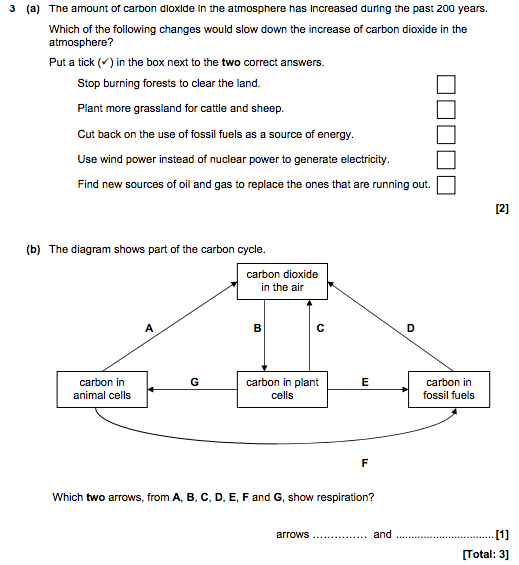 3 (a) The amount of carbon dioxide in the atmosphere has increased during the past 200 years.
Which of the following changes would slow down the increase of carbon dioxide in the
atmosphere?
Put a tick (✓) in the box next to the two correct answers.
Stop burning forests to clear the land.
Plant more grassland for cattle and sheep.
Cut back on the use of fossil fuels as a source of energy.
Use wind power instead of nuclear power to generate electricity.
Find new sources of oil and gas to replace the ones that are running out.
[2]
(b) The diagram shows part of the carbon cycle.
carbon dioxide
in the air
A B C D
carbon in
animal cells
G
carbon in plant
cells
E
carbon in
fossil fuels
F
Which two arrows, from A, B, C, D, E, F and G, show respiration?
arrows .............. and ................................ [1]
[Total: 3]